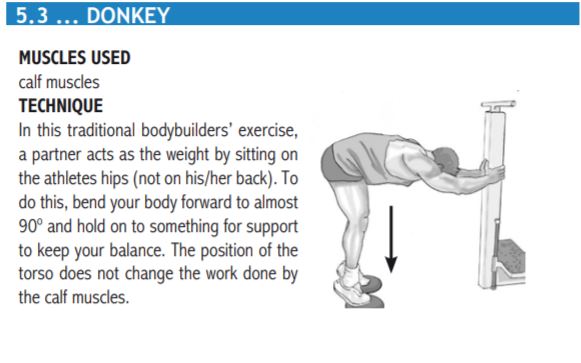 5.3 ... DONKEY
MUSCLES USED
calf muscles
TECHNIQUE
In this traditional bodybuilders’ exercise,
a partner acts as the weight by sitting on
the athletes hips (not on his/her back). To
do this, bend your body forward to almost
90º and hold on to something for support
to keep your balance. The position of the
torso does not change the work done by
the calf muscles.